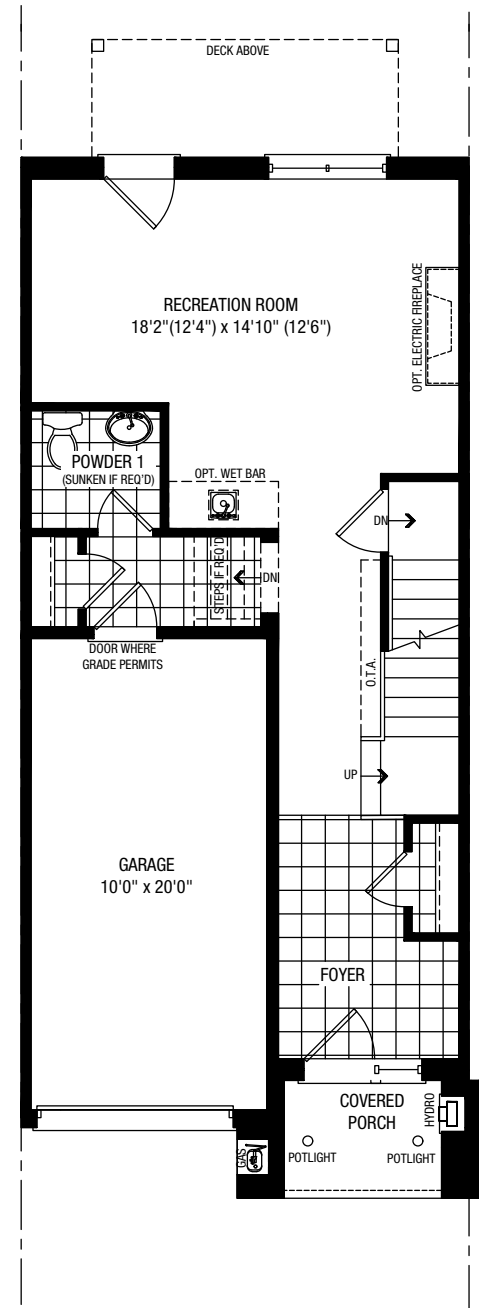 DECK ABOVE
RECREATION ROOM
18'2"(12'4") x 14'10" (12'6")
OPT. ELECTRIC FIREPLACE
POWDER 1
(SUNKEN IF REQ'D)
OPT. WET BAR
DN
STEPS IF REQ'D
DN
DOOR WHERE
GRADE PERMITS
O.T.A.
UP
GARAGE
10'0" x 20'0"
FOYER
COVERED
PORCH
HYDRO
POTLIGHT
POTLIGHT
GAS